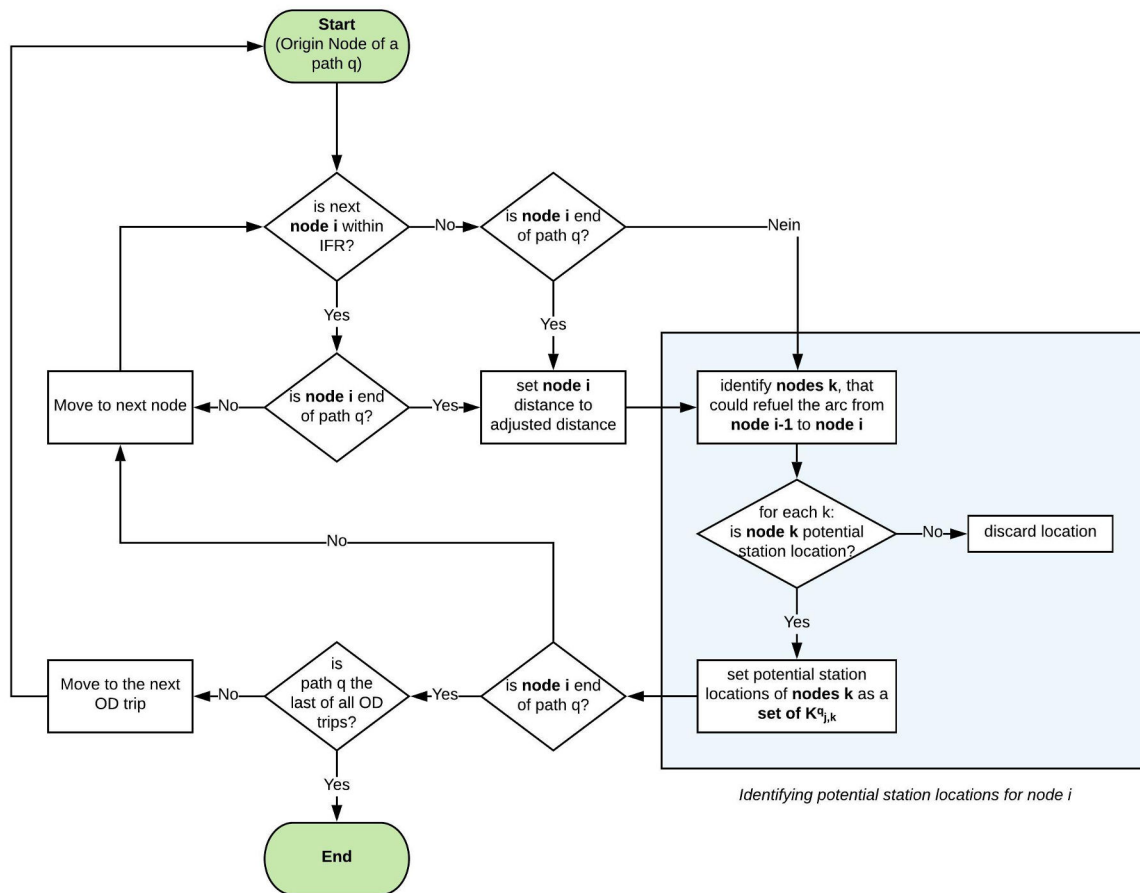 Start
(Origin Node of a
path q)
is next
node i within
IFR?
No
is node i end
of path q?
Nein
Yes
Yes
Move to next node
No
is node i end
of path q?
Yes
set node i
distance to
adjusted distance
identify nodes k, that
could refuel the arc from
node i-1 to node i
for each k:
is node k potential
station location?
No
discard location
No
Yes
Move to the next
OD trip
No
is
path q the
last of all OD
trips?
Yes
is node i end
of path q?
set potential station
locations of nodes k as a
set of K^q_j,k
Yes
Identifying potential station locations for node i
End